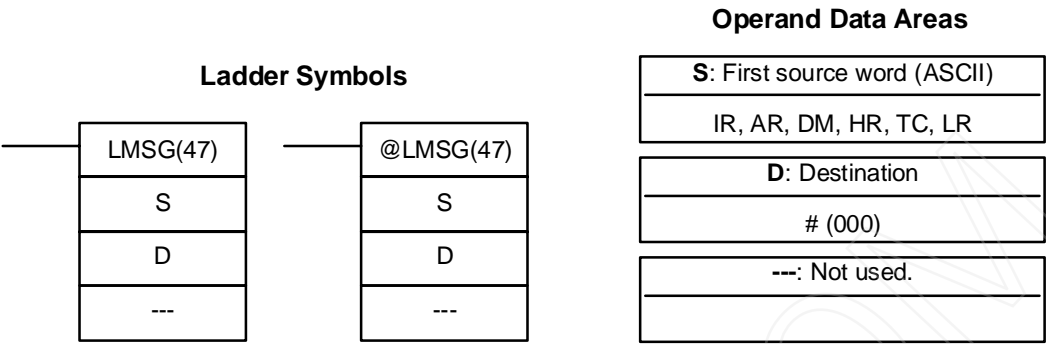 Ladder Symbols
LMSG(47)
S
D
---
@LMSG(47)
S
D
---
Operand Data Areas
S: First source word (ASCII)
IR, AR, DM, HR, TC, LR
D: Destination
# (000)
---: Not used.